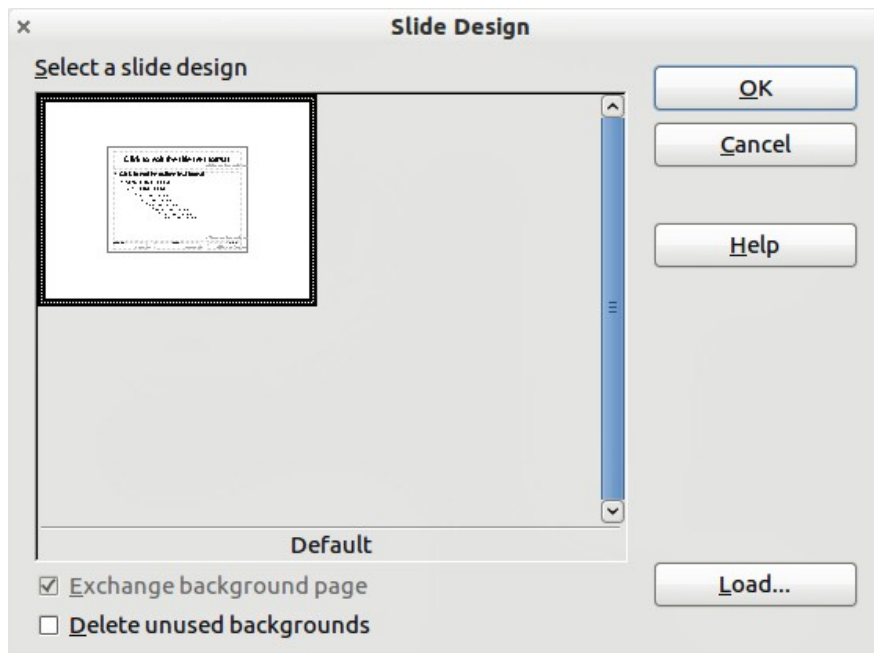 Slide Design
Select a slide design
OK
Cancel
Help
Default
Exchange background page
Load...
Delete unused backgrounds